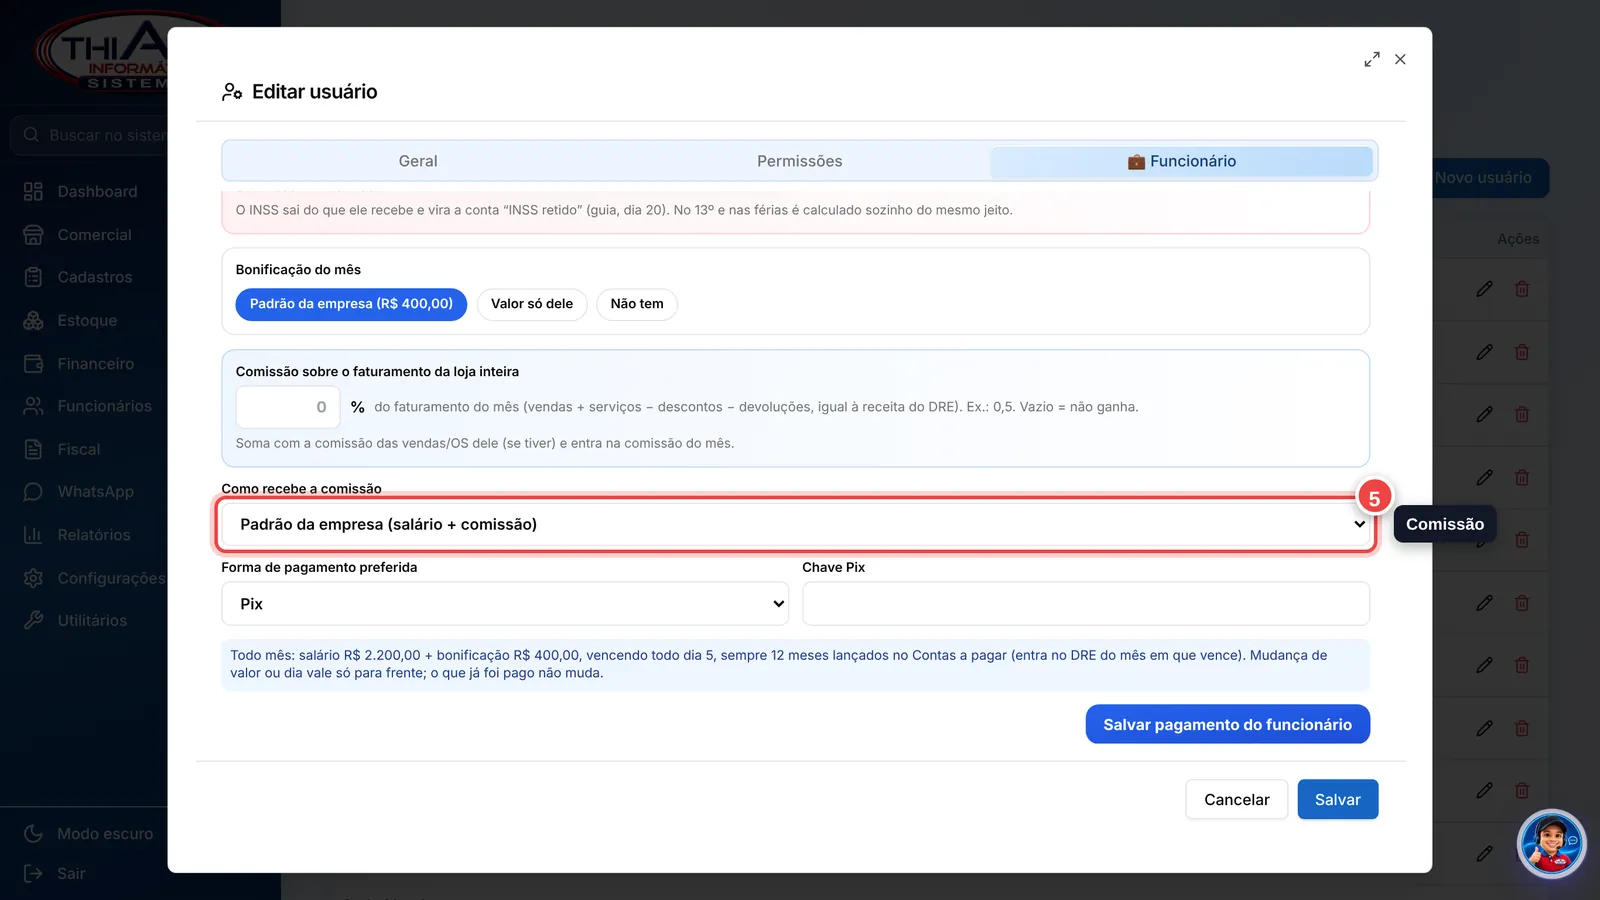 THIA
INFORMÁ
SISTEM
Buscar no sister
Dashboard
Comercial
Cadastros
Estoque
Financeiro
Funcionários
Fiscal
WhatsApp
Relatórios
Configurações
Utilitários
Modo escuro
Sair
Editar usuário
Geral
Permissões
Funcionário
O INSS sai do que ele recebe e vira a conta “INSS retido” (guia, dia 20). No 13º e nas férias é calculado sozinho do mesmo jeito.
Bonificação do mês
Padrão da empresa (R$ 400,00)
Valor só dele
Não tem
Comissão sobre o faturamento da loja inteira
0 % do faturamento do mês (vendas + serviços − descontos − devoluções, igual à receita do DRE). Ex.: 0,5. Vazio = não ganha.
Soma com a comissão das vendas/OS dele (se tiver) e entra na comissão do mês.
Como recebe a comissão
Padrão da empresa (salário + comissão)
5
Comissão
Forma de pagamento preferida
Chave Pix
Pix
Todo mês: salário R$ 2.200,00 + bonificação R$ 400,00, vencendo todo dia 5, sempre 12 meses lançados no Contas a pagar (entra no DRE do mês em que vence). Mudança de
valor ou dia vale só para frente; o que já foi pago não muda.
Salvar pagamento do funcionário
Cancelar
Salvar
Novo usuário
Ações